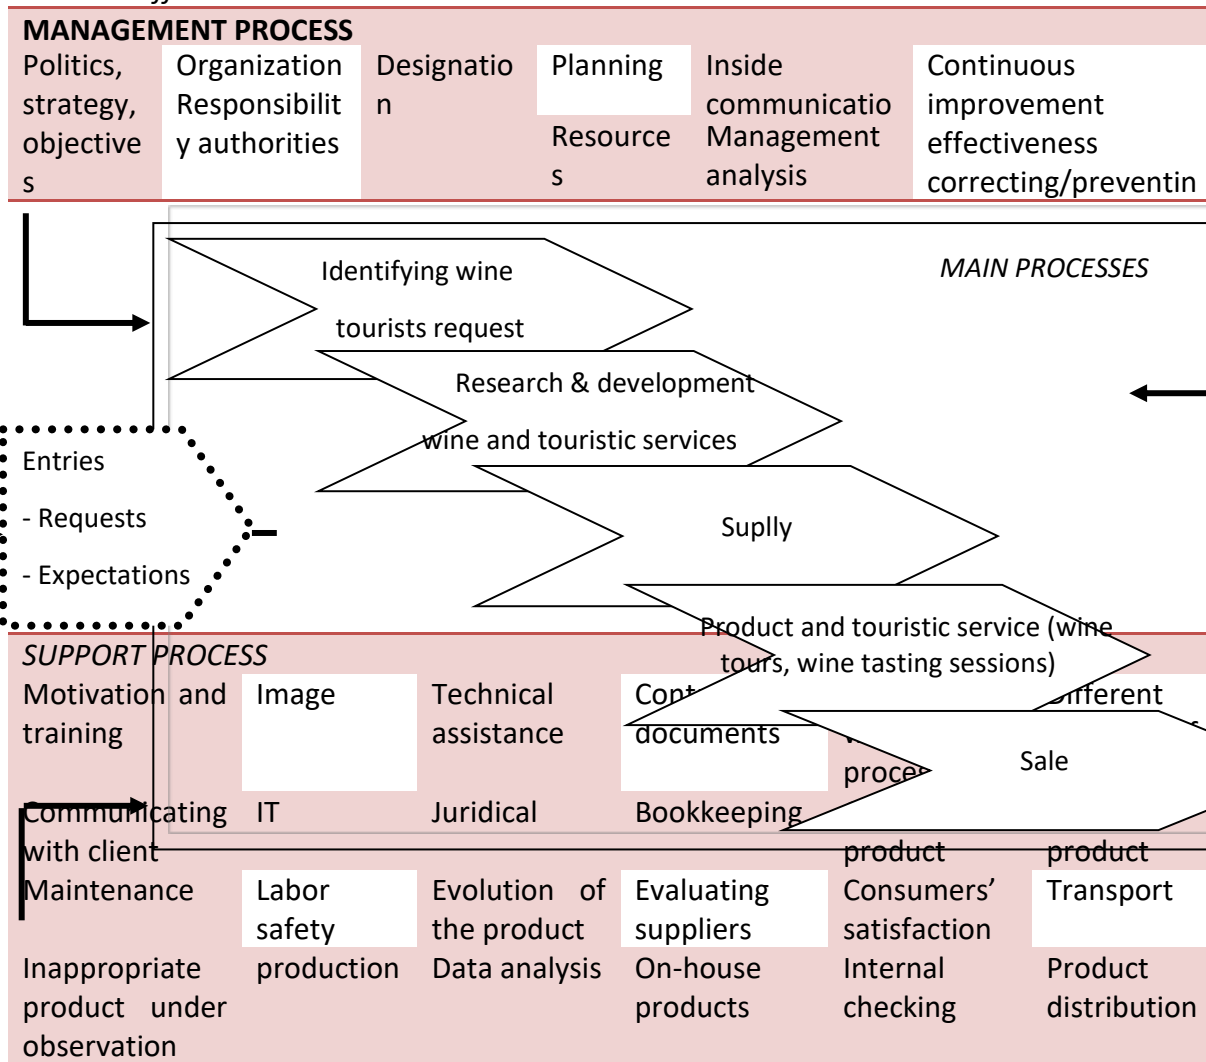 MANAGEMENT PROCESS
Politics,
strategy,
objective
s
Organization
Responsibilit
y authorities
Designatio
n
Planning
Resource
s
Inside
communicatio
Management
analysis
Continuous
improvement
effectiveness
correcting/preventin
MAIN PROCESSES
Identifying wine
tourists request
Research & development
wine and touristic services
Entries
- Requests
- Expectations
Suplly
Product and touristic service (wine
tours, wine tasting sessions)
Sale
SUPPORT PROCESS
Motivation and
training
Image
Technical
assistance
documents
Different
Communicating
with client
IT
Juridical
Bookkeeping
product
product
Maintenance
Labor
safety
Evolution of
the product
Evaluating
suppliers
Consumers’
satisfaction
Transport
Inappropriate
product under
observation
production
Data analysis
On-house
products
Internal
checking
Product
distribution